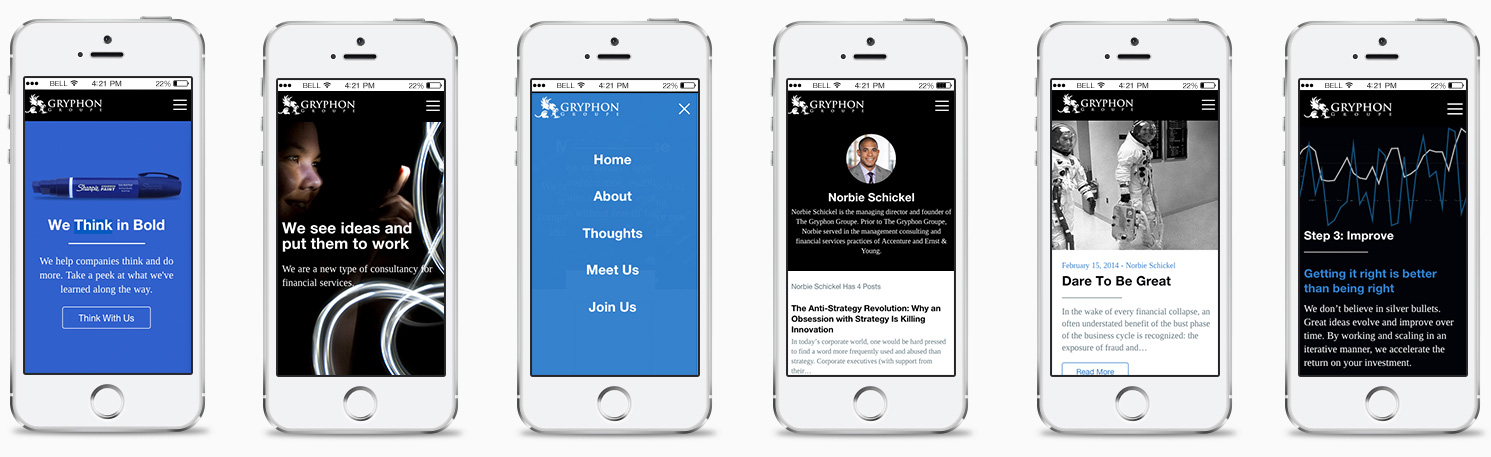 BELL 4:21 PM 22%
GRYPHON
GROUPE
Sharpie
PAINT
We Think in Bold
We help companies think and do
more. Take a peek at what we've
learned along the way.
Think With Us
BELL 4:21 PM 22%
GRYPHON
GROUPE
We see ideas and
put them to work
We are a new type of consultancy for
financial services.
BELL 4:21 PM 22%
GRYPHON
GROUPE
Home
About
Thoughts
Meet Us
Join Us
BELL 4:21 PM 22%
GRYPHON
GROUPE
Norbie Schickel
Norbie Schickel is the managing director and founder of
The Gryphon Groupe. Prior to The Gryphon Groupe,
Norbie served in the management consulting and
financial services practices of Accenture and Ernst &
Young.
Norbie Schickel Has 4 Posts
The Anti-Strategy Revolution: Why an
Obsession with Strategy Is Killing
Innovation
In today's corporate world, one would be hard pressed
to find a word more frequently used and abused than
strategy. Corporate executives (with support from
their…
BELL 4:21 PM 22%
GRYPHON
GROUPE
February 15, 2014 - Norbie Schickel
Dare To Be Great
In the wake of every financial collapse, an
often understated benefit of the bust phase
of the business cycle is recognized: the
exposure of fraud and…
Read More
BELL 4:21 PM 22%
GRYPHON
GROUPE
Step 3: Improve
Getting it right is better
than being right
We don't believe in silver bullets.
Great ideas evolve and improve over
time. By working and scaling in an
iterative manner, we accelerate the
return on your investment.